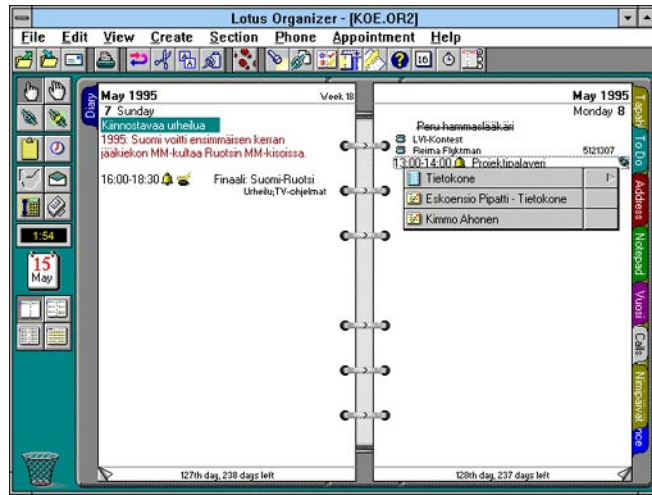 Lotus Organizer - [KOE.OR2]
File Edit View Create Section Phone Appointment Help
16
Diary
May 1995
Week 18
7 Sunday
Kiinnostavaa urheilua
1995: Suomi voitti ensimmäisen kerran
jääkiekon MM-kultaa Ruotsin MM-kisoissa.
16:00-18:30 Finaali: Suomi-Ruotsi
Urheilu;TV-ohjelmat
127th day, 238 days left
May 1995
Monday 8
Peru hammaslääkäri
LVI-Kontest
Reima Flyktman 5121307
13:00-14:00 Projektipalaveri
Tietokone
Eskoensio Pipatti - Tietokone
Kimmo Ahonen
128th day, 237 days left
To Do
Address
Notepad
Vuosi
Calls
Nimipäivät
1:54
15
May